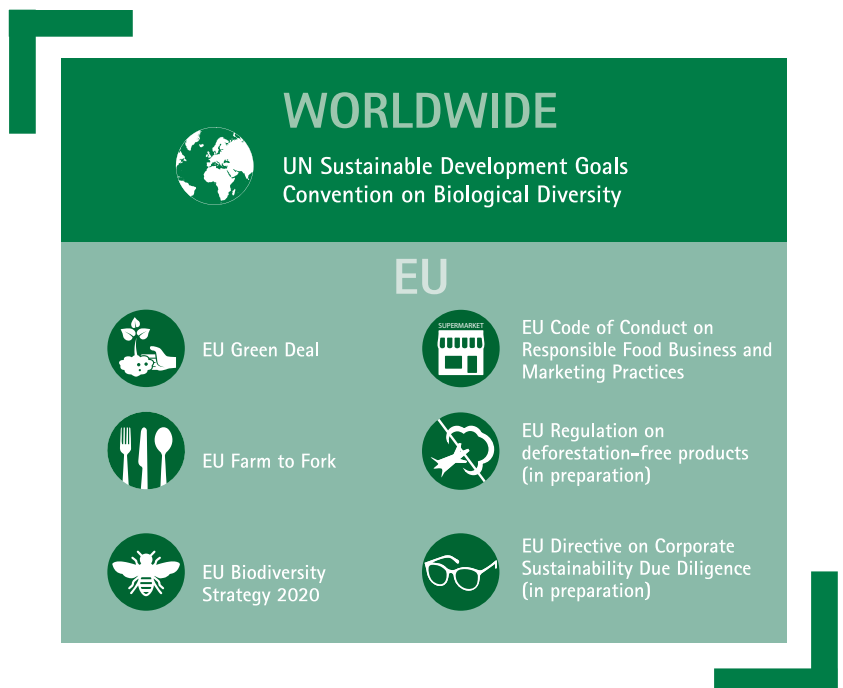 WORLDWIDE
UN Sustainable Development Goals
Convention on Biological Diversity
EU
EU Green Deal
EU Farm to Fork
EU Biodiversity
Strategy 2020
SUPERMARKET
EU Code of Conduct on
Responsible Food Business and
Marketing Practices
EU Regulation on
deforestation-free products
(in preparation)
EU Directive on Corporate
Sustainability Due Diligence
(in preparation)